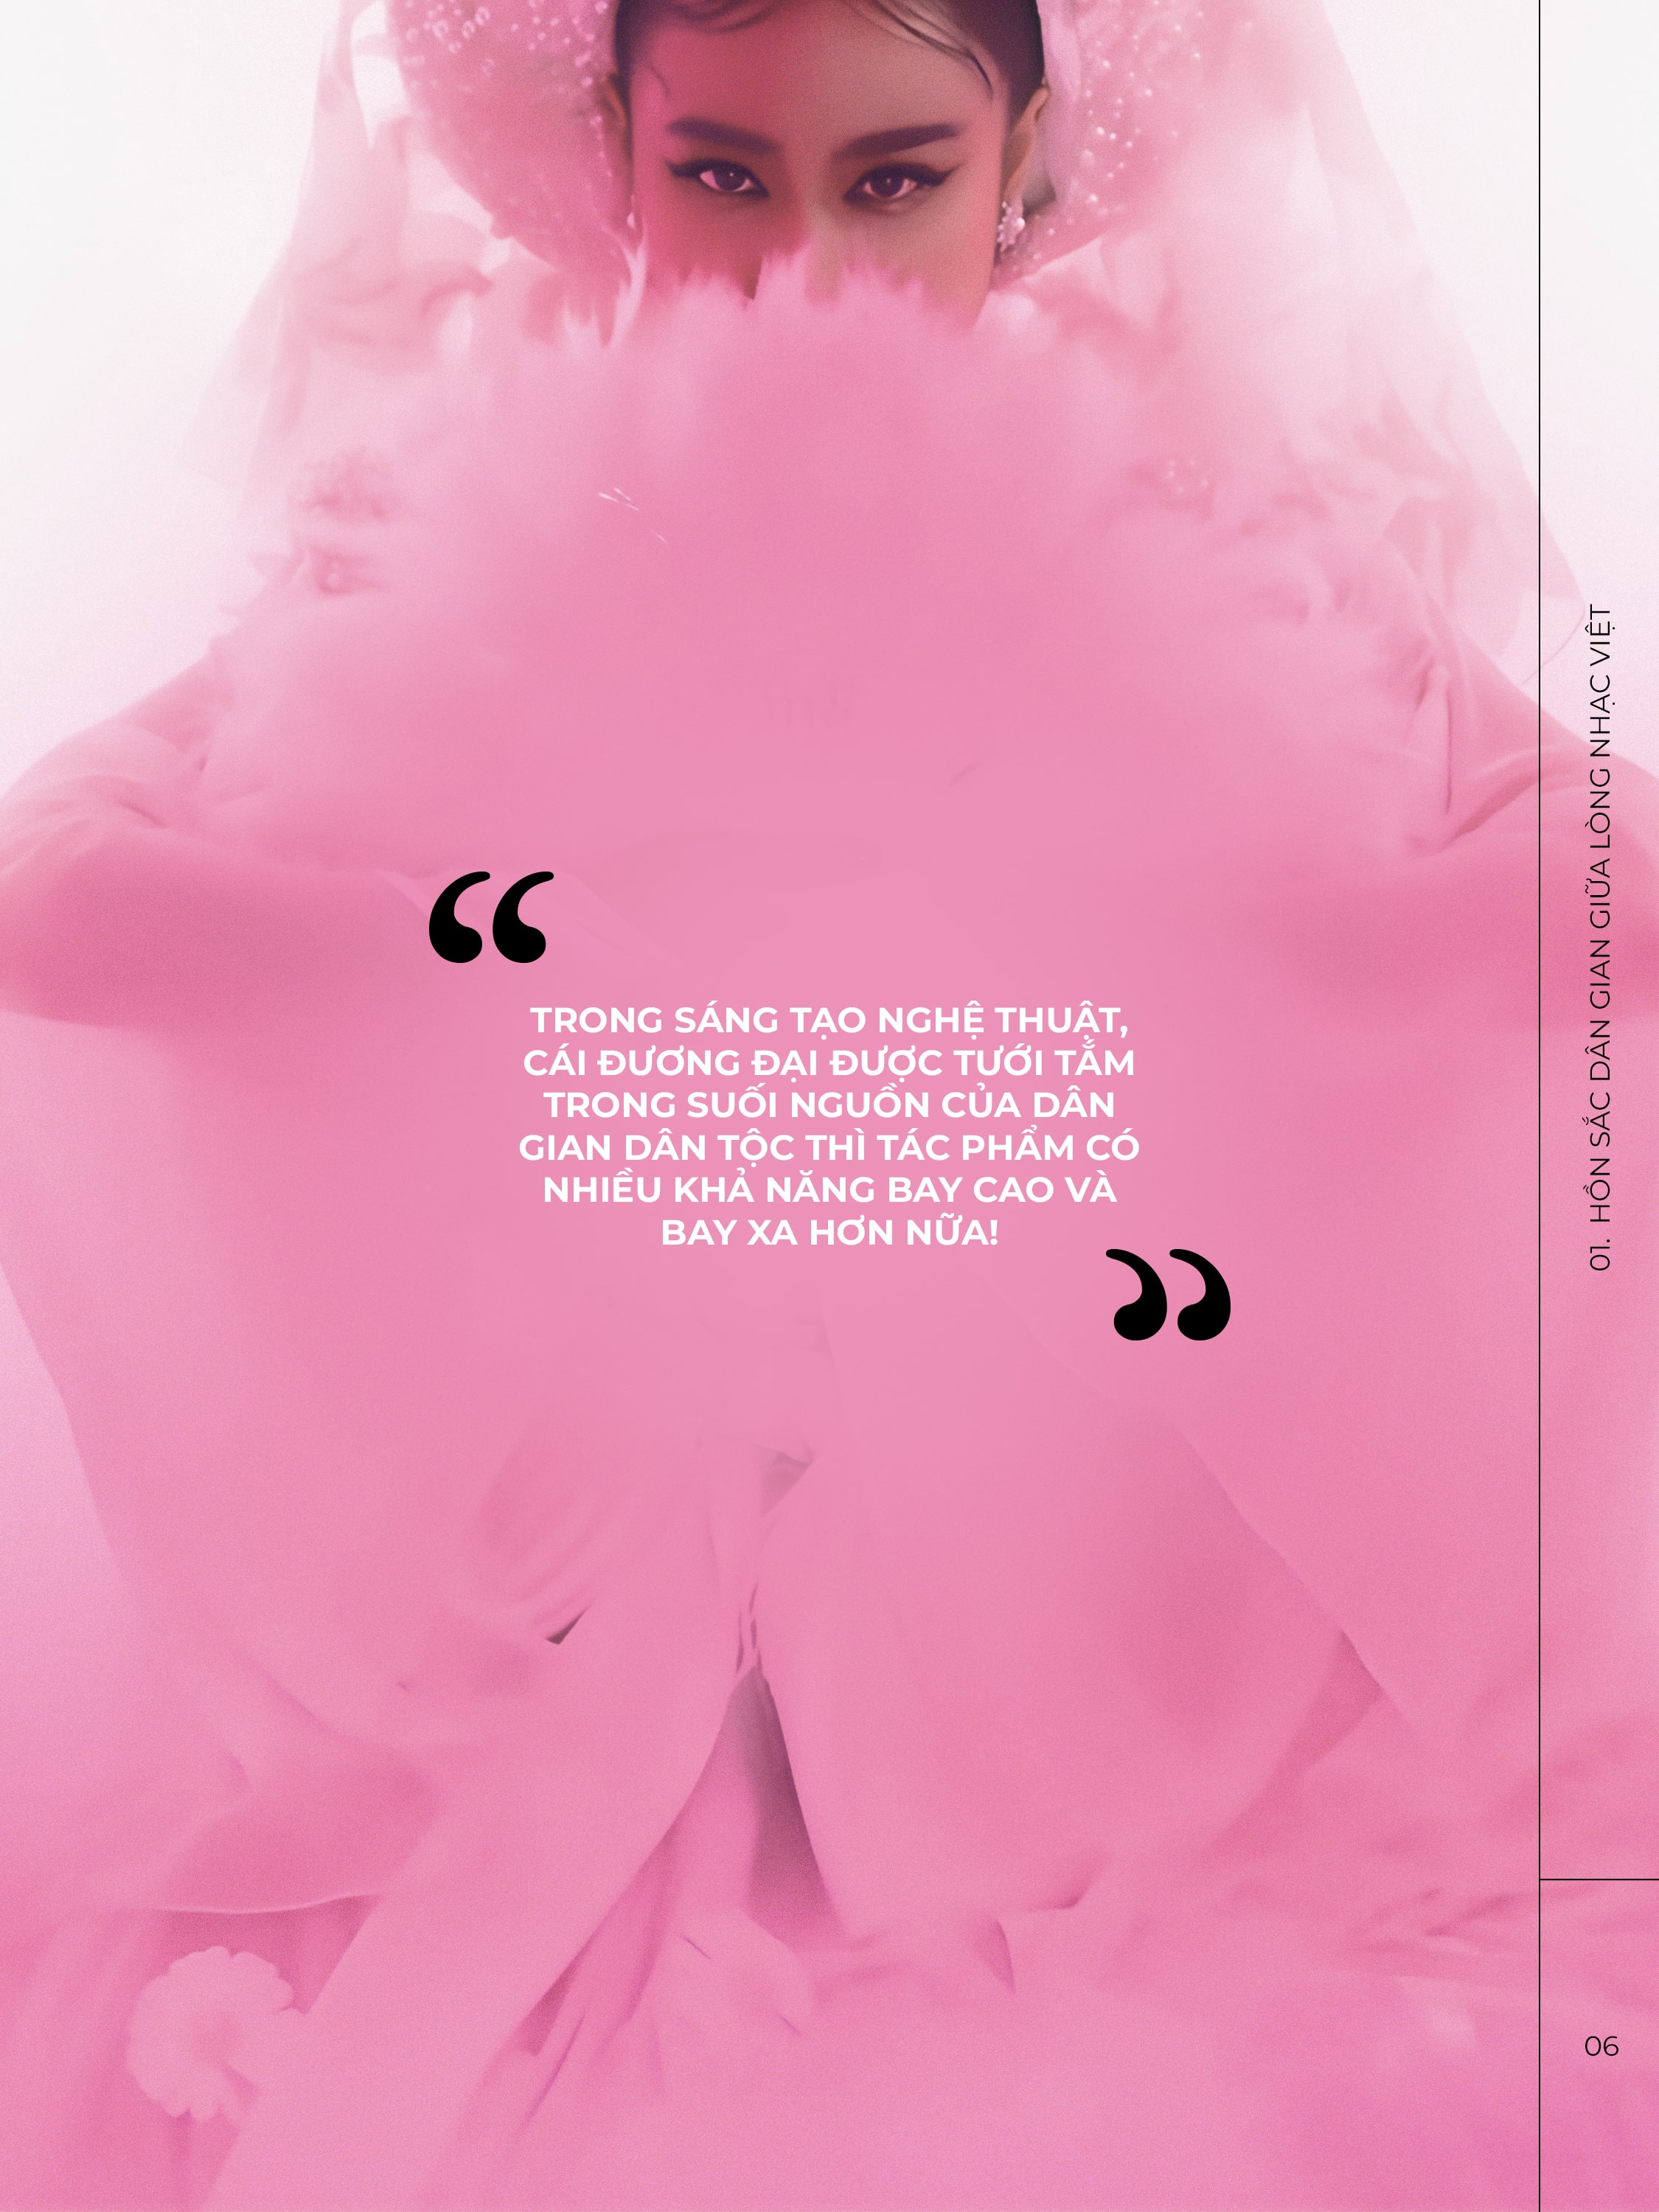 “
TRONG SÁNG TẠO NGHỆ THUẬT,
CÁI ĐƯƠNG ĐẠI ĐƯỢC TƯỚI TẮM
TRONG SUỐI NGUỒN CỦA DÂN
GIAN DÂN TỘC THÌ TÁC PHẨM CÓ
NHIỀU KHẢ NĂNG BAY CAO VÀ
BAY XA HƠN NỮA!
”
01. HỒN SẮC DÂN GIAN GIỮA LÒNG NHẠC VIỆT
06